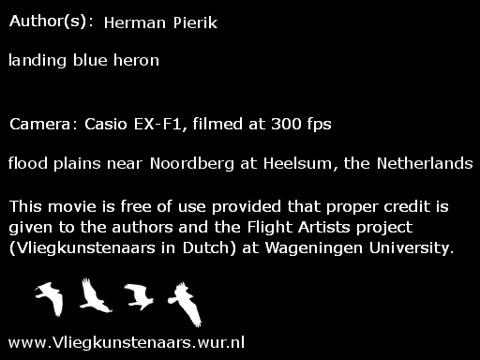 Author(s): Herman Pierik
landing blue heron
Camera: Casio EX-F1, filmed at 300 fps
flood plains near Noordberg at Heelsum, the Netherlands
This movie is free of use provided that proper credit is
given to the authors and the Flight Artists project
(Vliegkunstenaars in Dutch) at Wageningen University.
www.Vliegkunstenaars.wur.nl